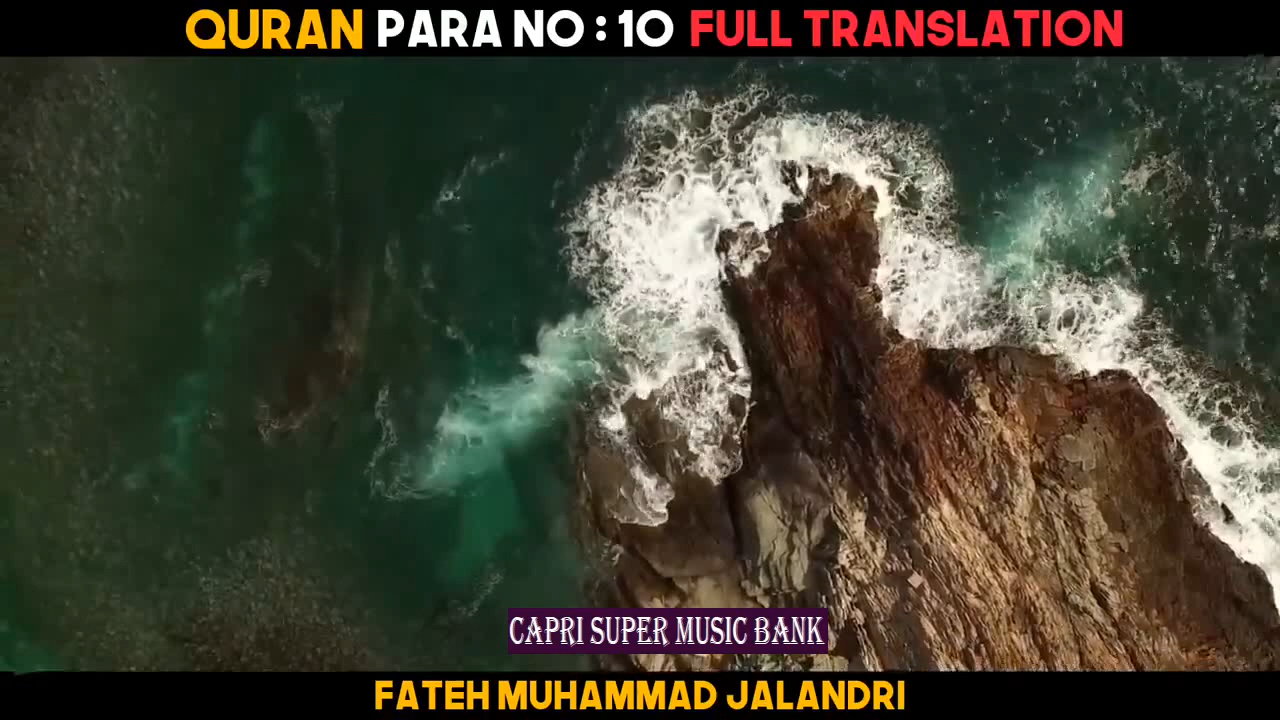 QURAN PARA NO : 10 FULL TRANSLATION
CAPRI SUPER MUSIC BANK
FATEH MUHAMMAD JALANDRI